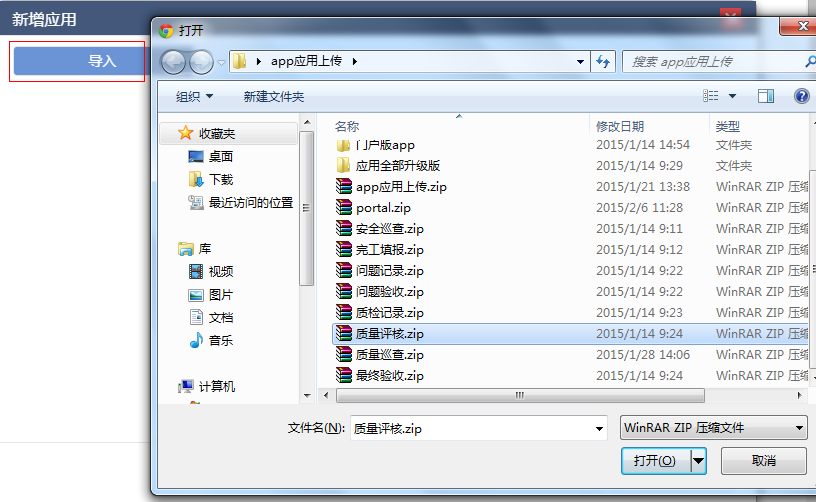 新增应用
导入
打开
app应用上传
搜索 app应用上传
组织 新建文件夹
收藏夹
桌面
下载
最近访问的位置
库
视频
图片
文档
音乐
计算机
名称 修改日期 类型
门户版app 2015/1/14 14:54 文件夹
应用全部升级版 2015/1/14 9:29 文件夹
app应用上传.zip 2015/1/21 13:38 WinRAR ZIP 压缩
portal.zip 2015/2/6 11:28 WinRAR ZIP 压缩
安全巡查.zip 2015/1/14 9:11 WinRAR ZIP 压缩
完工填报.zip 2015/1/14 9:12 WinRAR ZIP 压缩
问题记录.zip 2015/1/14 9:22 WinRAR ZIP 压缩
问题验收.zip 2015/1/14 9:22 WinRAR ZIP 压缩
质检记录.zip 2015/1/14 9:23 WinRAR ZIP 压缩
质量评核.zip 2015/1/14 9:24 WinRAR ZIP 压缩
质量巡查.zip 2015/1/28 14:06 WinRAR ZIP 压缩
最终验收.zip 2015/1/14 9:24 WinRAR ZIP 压缩
文件名(N): 质量评核.zip WinRAR ZIP 压缩文件
打开(O) 取消